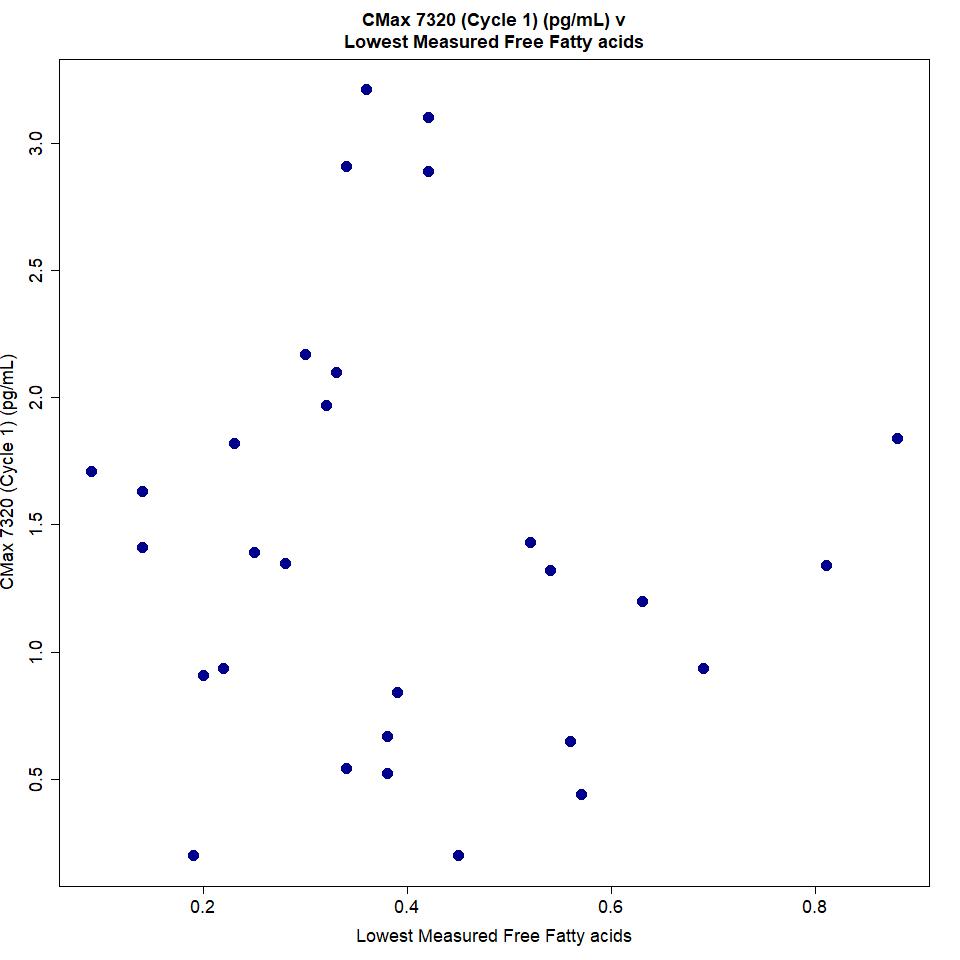 CMax 7320 (Cycle 1) (pg/mL) v
Lowest Measured Free Fatty acids
CMax 7320 (Cycle 1) (pg/mL)
3.0
2.5
2.0
1.5
1.0
0.5
0.2
0.4
0.6
0.8
Lowest Measured Free Fatty acids